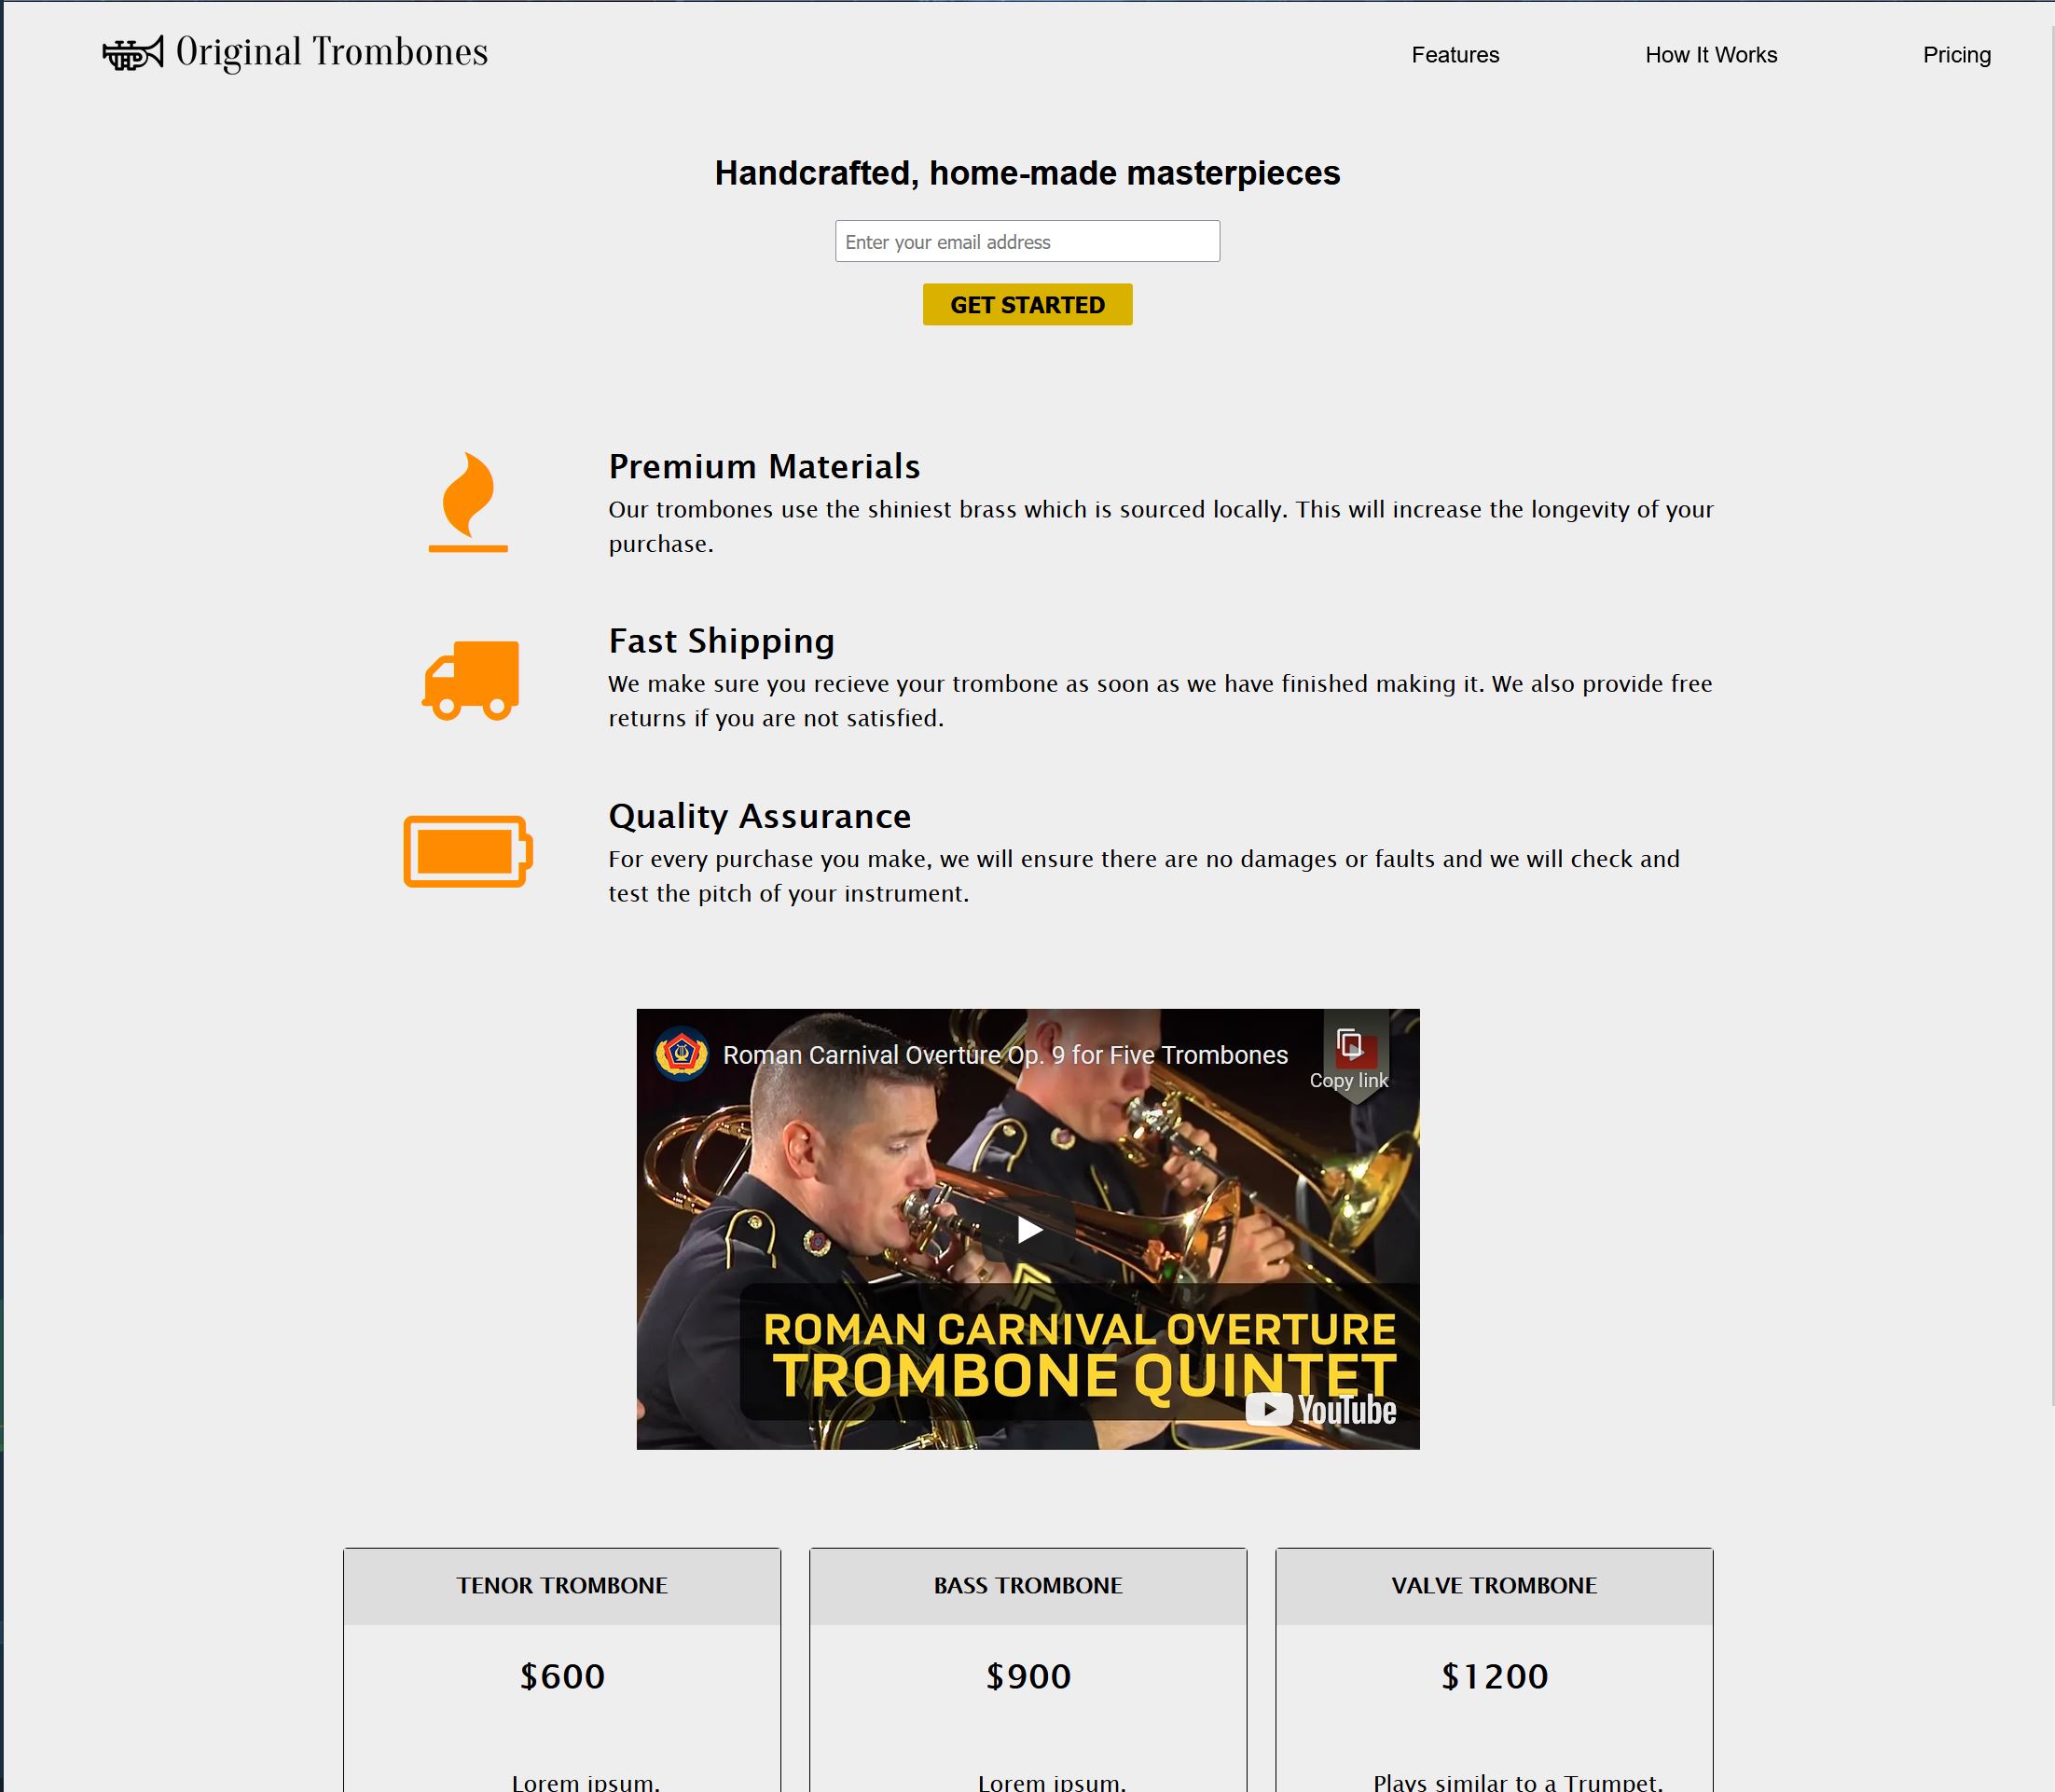 Original Trombones
Features
How It Works
Pricing
Handcrafted, home-made masterpieces
Enter your email address
GET STARTED
Premium Materials
Our trombones use the shiniest brass which is sourced locally. This will increase the longevity of your
purchase.
Fast Shipping
We make sure you recieve your trombone as soon as we have finished making it. We also provide free
returns if you are not satisfied.
Quality Assurance
For every purchase you make, we will ensure there are no damages or faults and we will check and
test the pitch of your instrument.
Roman Carnival Overture Op. 9 for Five Trombones
Copy link
ROMAN CARNIVAL OVERTURE
TROMBONE QUINTET
YouTube
TENOR TROMBONE
BASS TROMBONE
VALVE TROMBONE
$600
$900
$1200
Lorem ipsum.
Lorem ipsum.
Plays similar to a Trumpet.